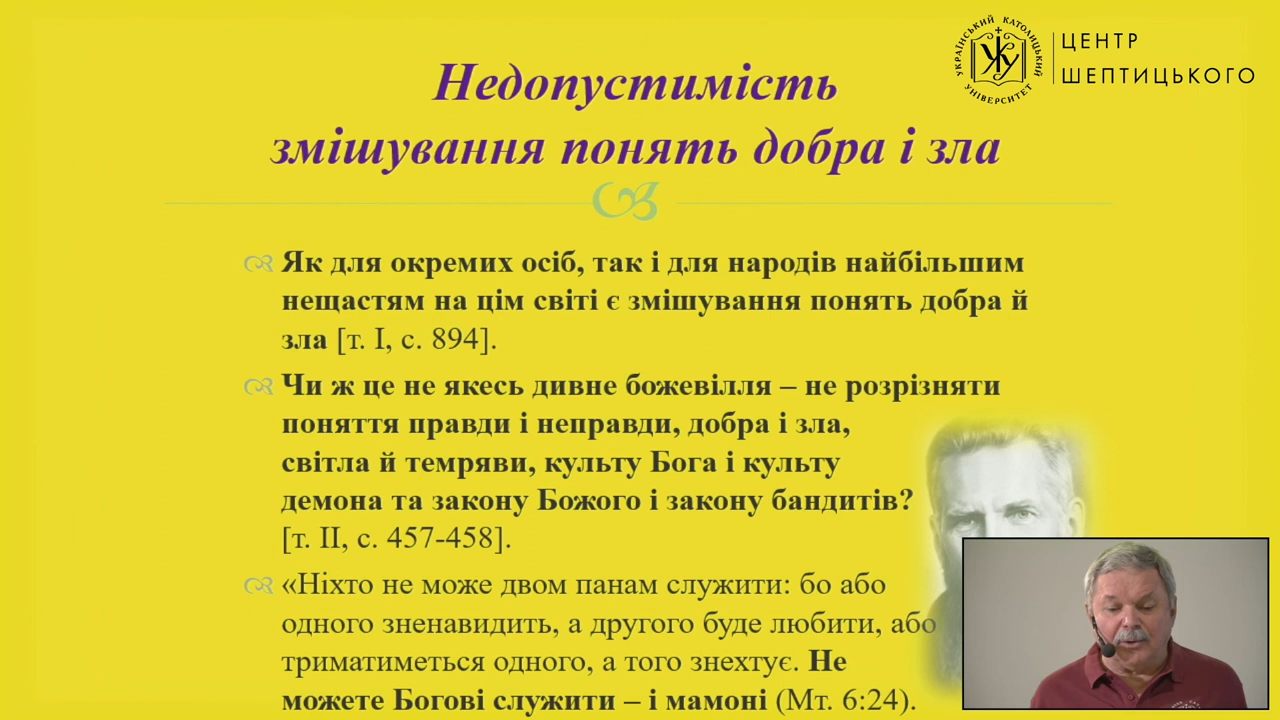 УКРАЇНСЬКИЙ КАТОЛИЦЬКИЙ УНІВЕРСИТЕТ
ЦЕНТР
ШЕПТИЦЬКОГО
Недопустимість
змішування понять добра і зла
Як для окремих осіб, так і для народів найбільшим
нещастям на цім світі є змішування понять добра й
зла [т. І, с. 894].
Чи ж це не якесь дивне божевілля – не розрізняти
поняття правди і неправди, добра і зла,
світла й темряви, культу Бога і культу
демона та закону Божого і закону бандитів?
[т. ІІ, с. 457-458].
«Ніхто не може двом панам служити: бо або
одного зненавидить, а другого буде любити, або
триматиметься одного, а того знехтує. Не
можете Богові служити – і мамоні (Мт. 6:24).